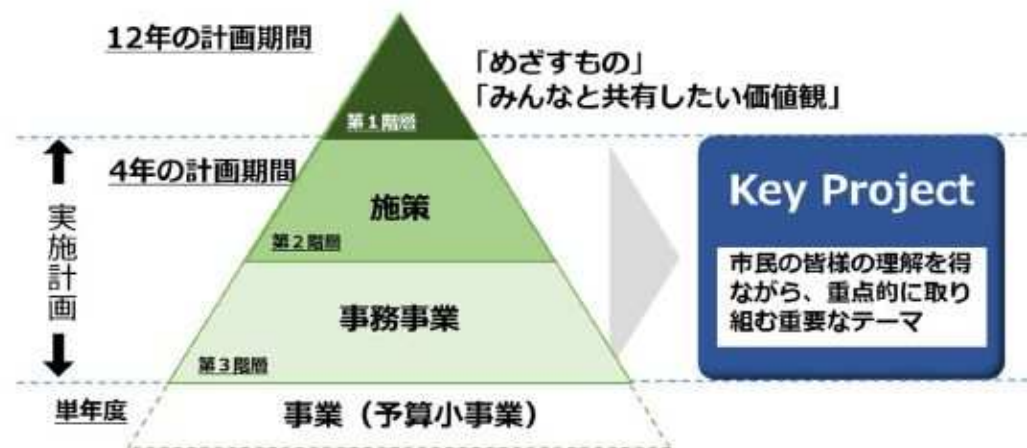 12年の計画期間
「めざすもの」
「みんなと共有したい価値観」
第1階層
4年の計画期間
実施計画
施策
第2階層
Key Project
市民の皆様の理解を得
ながら、重点的に取り
組む重要なテーマ
事務事業
第3階層
単年度
事業（予算小事業）